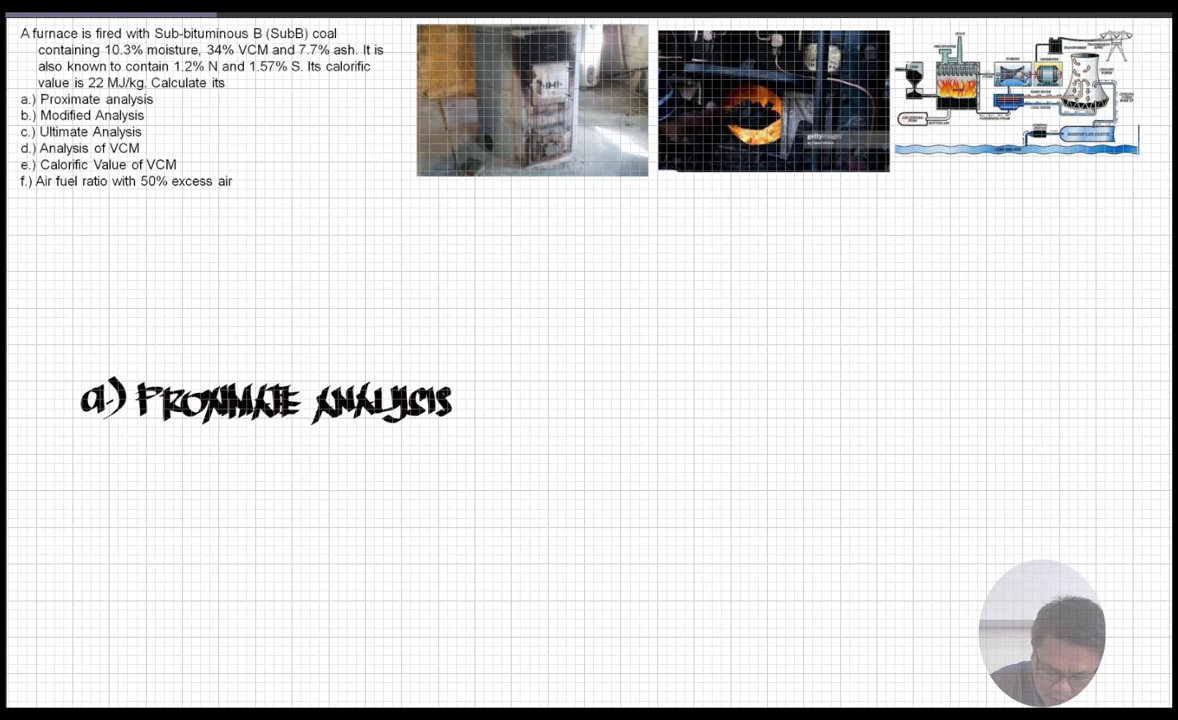 A furnace is fired with Sub-bituminous B (SubB) coal
containing 10.3% moisture, 34% VCM and 7.7% ash. It is
also known to contain 1.2% N and 1.57% S. Its calorific
value is 22 MJ/kg. Calculate its
a.) Proximate analysis
b.) Modified Analysis
c.) Ultimate Analysis
d.) Analysis of VCM
e.) Calorific Value of VCM
f.) Air fuel ratio with 50% excess air
gettyimages
a.) PROXIMATE ANALYSIS